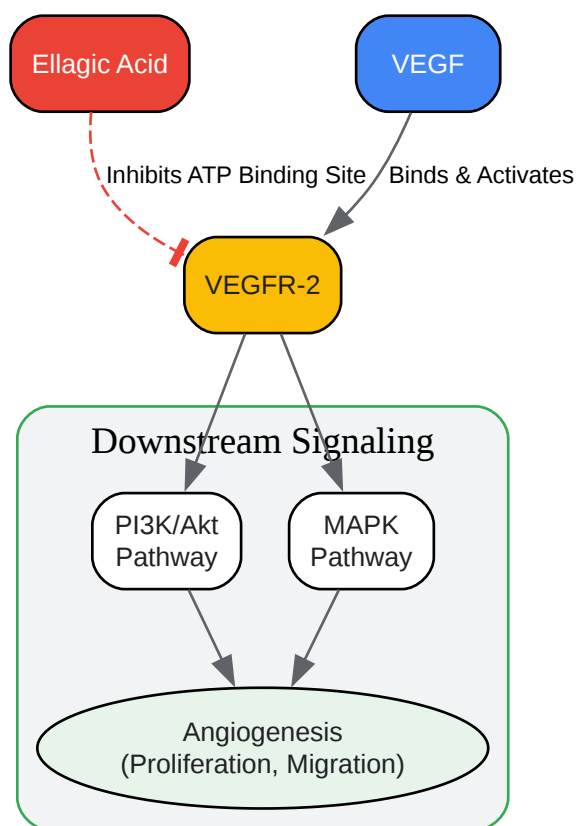 Ellagic Acid
VEGF
Inhibits ATP Binding Site
Binds & Activates
VEGFR-2
Downstream Signaling
PI3K/Akt
Pathway
MAPK
Pathway
Angiogenesis
(Proliferation, Migration)